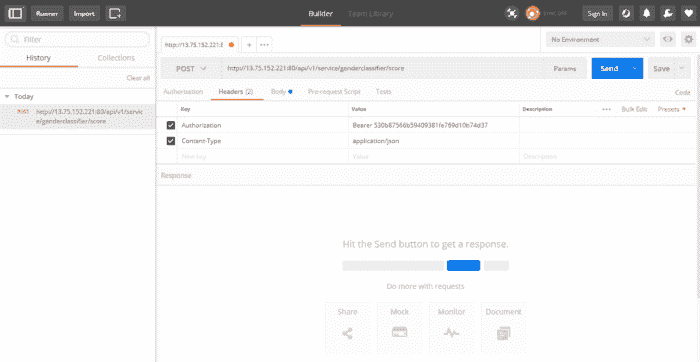 Runner Import Builder Team Library SYNC OFF Sign In
Filter
History Collections
Clear all
Today
POST http://13.75.152.221:80/api/v1/servic
e/genderclassifier/score
http://13.75.152.221:8 + ••• No Environment
POST http://13.75.152.221:80/api/v1/service/genderclassifier/score Params Send Save
Authorization Headers (2) Body Pre-request Script Tests Code
Key Value Description ••• Bulk Edit Presets
Authorization Bearer
Content-Type application/json
New key Value Description
Response
Hit the Send button to get a response.
Do more with requests
Share Mock Monitor Document